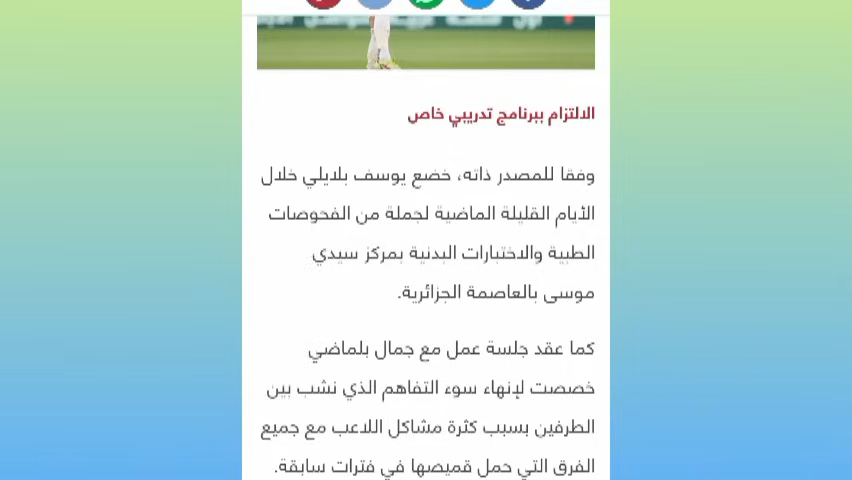 الالتزام ببرنامج تدريبي خاص
وفقا للمصدر ذاته، خضع يوسف بلايلي خلال
الأيام القليلة الماضية لجملة من الفحوصات
الطبية والاختبارات البدنية بمركز سيدي
موسى بالعاصمة الجزائرية.
كما عقد جلسة عمل مع جمال بلماضي
خصصت لإنهاء سوء التفاهم الذي نشب بين
الطرفين بسبب كثرة مشاكل اللاعب مع جميع
الفرق التي حمل قميصها في فترات سابقة.